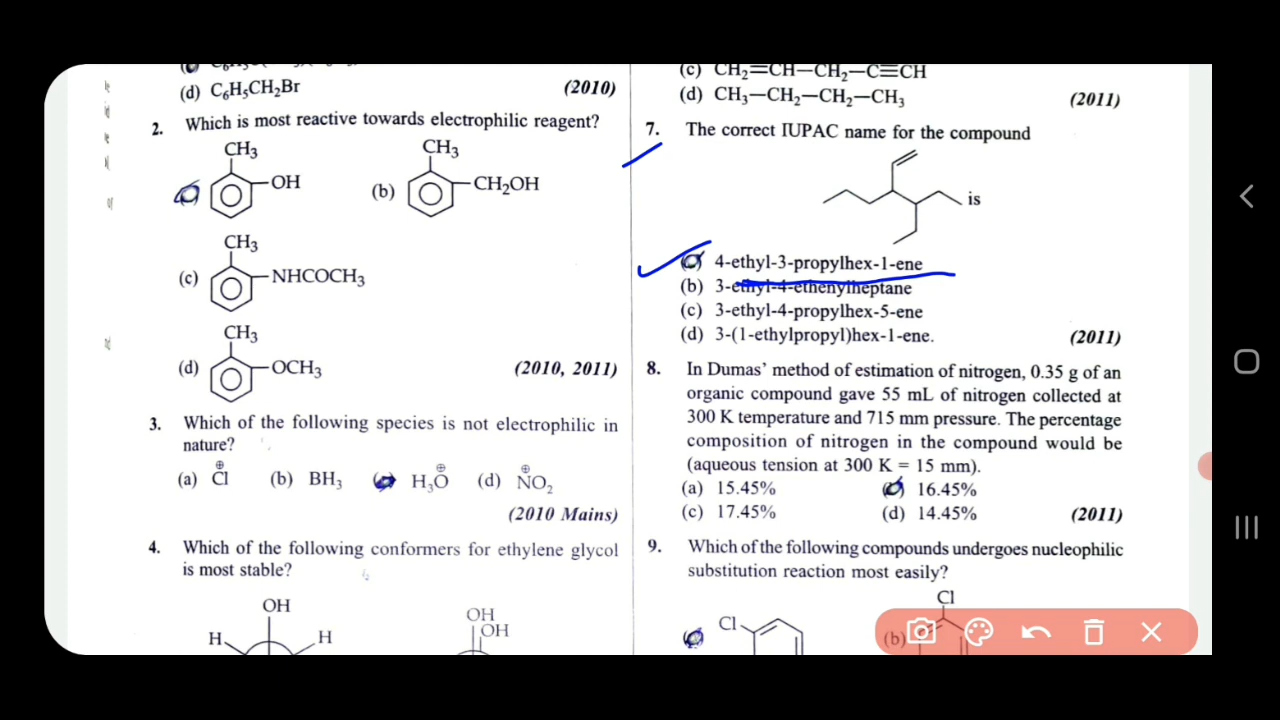 (d) C₆H₅CH₂Br (2010)
2. Which is most reactive towards electrophilic reagent?
CH₃ CH₃
OH (b) CH₂OH
CH₃
(c) NHCOCH₃
CH₃
(d) OCH₃ (2010, 2011)
3. Which of the following species is not electrophilic in
nature?
(a) Cl⊕ (b) BH₃ H₃O⊕ (d) NO₂⊕
(2010 Mains)
4. Which of the following conformers for ethylene glycol
is most stable?
OH OH
H H OH
(c) CH₂=CH—CH₂—C≡CH
(d) CH₃—CH₂—CH₂—CH₃ (2011)
7. The correct IUPAC name for the compound
is
4-ethyl-3-propylhex-1-ene
(b) 3-ethyl-4-ethenylheptane
(c) 3-ethyl-4-propylhex-5-ene
(d) 3-(1-ethylpropyl)hex-1-ene. (2011)
8. In Dumas' method of estimation of nitrogen, 0.35 g of an
organic compound gave 55 mL of nitrogen collected at
300 K temperature and 715 mm pressure. The percentage
composition of nitrogen in the compound would be
(aqueous tension at 300 K = 15 mm).
(a) 15.45% 16.45%
(c) 17.45% (d) 14.45% (2011)
9. Which of the following compounds undergoes nucleophilic
substitution reaction most easily?
Cl
Cl (b)